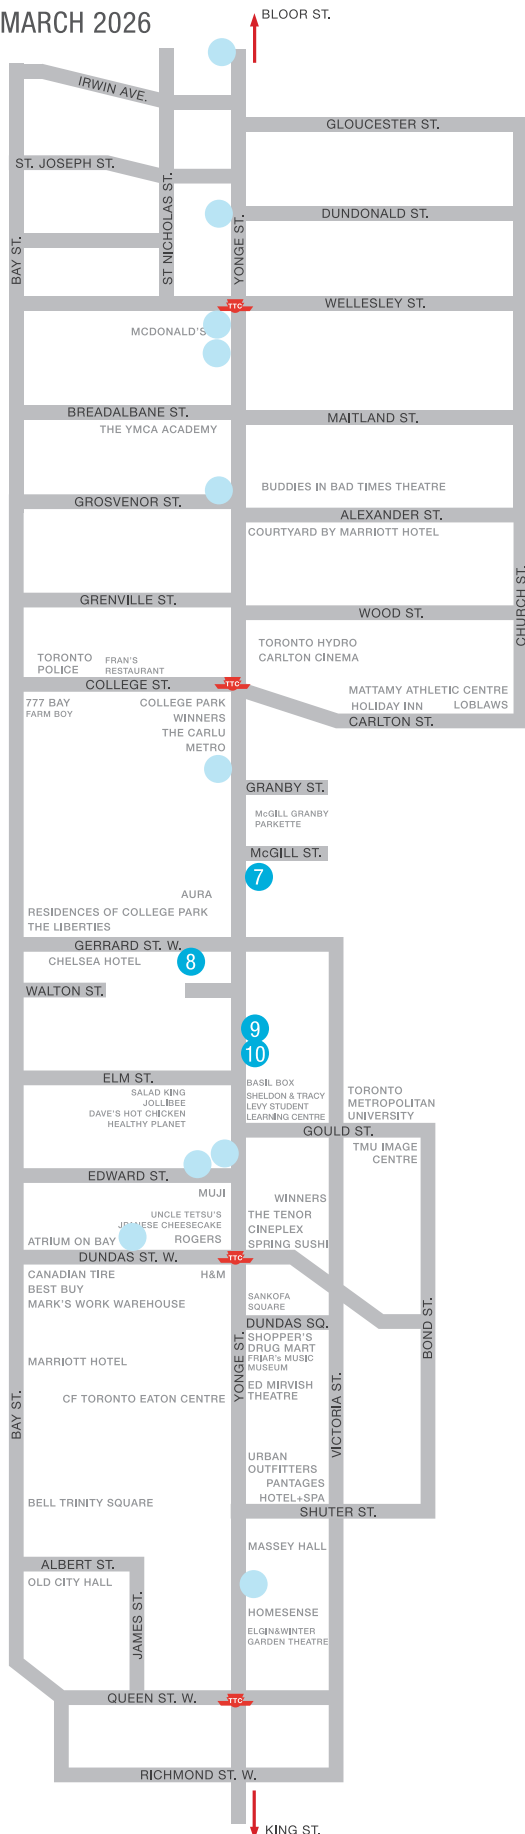 MARCH 2026
BLOOR ST.
IRWIN AVE.
GLOUCESTER ST.
ST. JOSEPH ST.
ST NICHOLAS ST.
DUNDONALD ST.
YONGE ST.
BAY ST.
TTC
WELLESLEY ST.
MCDONALD'S
BREADALBANE ST.
MAITLAND ST.
THE YMCA ACADEMY
BUDDIES IN BAD TIMES THEATRE
GROSVENOR ST.
ALEXANDER ST.
COURTYARD BY MARRIOTT HOTEL
CHURCH ST.
GRENVILLE ST.
WOOD ST.
TORONTO HYDRO
CARLTON CINEMA
TORONTO
POLICE
FRAN'S
RESTAURANT
COLLEGE ST.
TTC
MATTAMY ATHLETIC CENTRE
HOLIDAY INN
LOBLAWS
CARLTON ST.
777 BAY
FARM BOY
COLLEGE PARK
WINNERS
THE CARLU
METRO
GRANBY ST.
McGILL GRANBY
PARKETTE
McGILL ST.
7
AURA
RESIDENCES OF COLLEGE PARK
THE LIBERTIES
GERRARD ST. W.
CHELSEA HOTEL
8
WALTON ST.
9
10
ELM ST.
BASIL BOX
SHELDON & TRACY
LEVY STUDENT
LEARNING CENTRE
TORONTO
METROPOLITAN
UNIVERSITY
SALAD KING
JOLLIBEE
DAVE'S HOT CHICKEN
HEALTHY PLANET
GOULD ST.
TMU IMAGE
CENTRE
EDWARD ST.
MUJI
WINNERS
THE TENOR
CINEPLEX
SPRING SUSHI
UNCLE TETSU'S
CHEESECAKE
ATRIUM ON BAY
ROGERS
DUNDAS ST. W.
TTC
CANADIAN TIRE
BEST BUY
MARK'S WORK WAREHOUSE
H&M
SANKOFA
SQUARE
DUNDAS SQ.
BOND ST.
SHOPPER'S
DRUG MART
FRIAR's MUSIC
MUSEUM
YONGE ST.
MARRIOTT HOTEL
ED MIRVISH
THEATRE
CF TORONTO EATON CENTRE
BAY ST.
VICTORIA ST.
URBAN
OUTFITTERS
PANTAGES
HOTEL+SPA
BELL TRINITY SQUARE
SHUTER ST.
MASSEY HALL
ALBERT ST.
OLD CITY HALL
JAMES ST.
HOMESENSE
ELGIN&WINTER
GARDEN THEATRE
QUEEN ST. W.
TTC
RICHMOND ST. W.
KING ST.